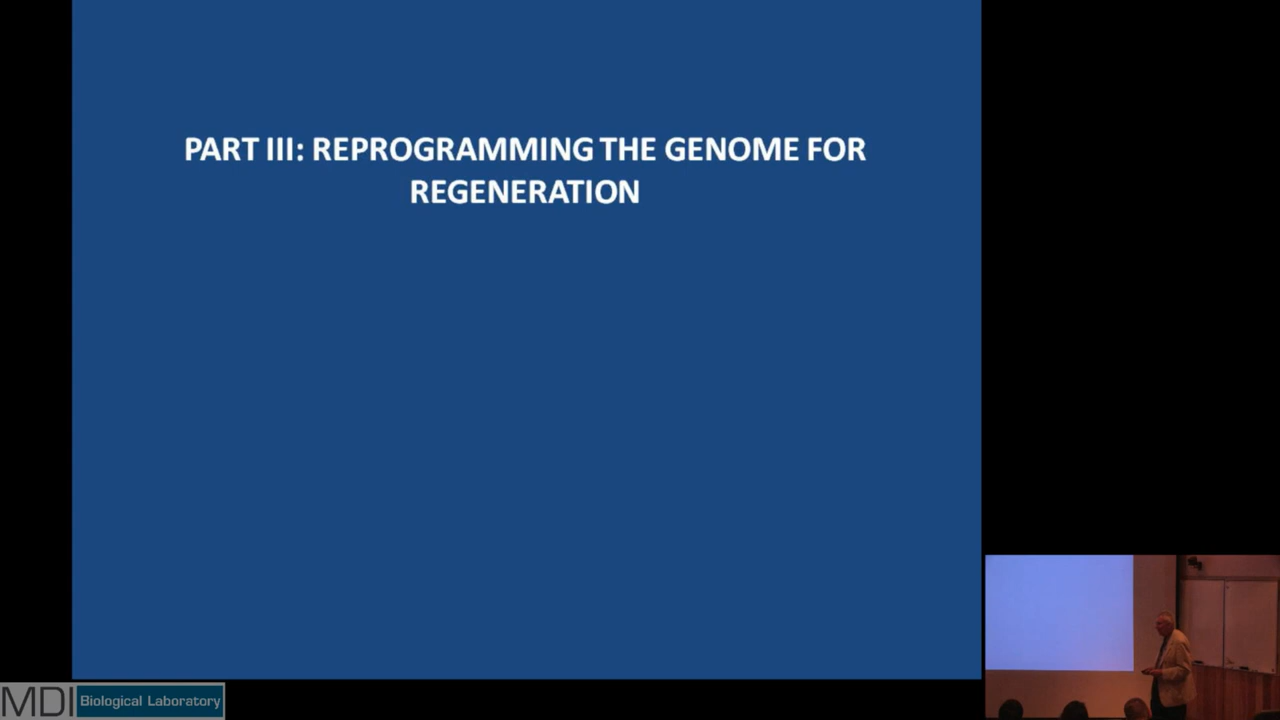 PART III: REPROGRAMMING THE GENOME FOR
REGENERATION
MDI Biological Laboratory